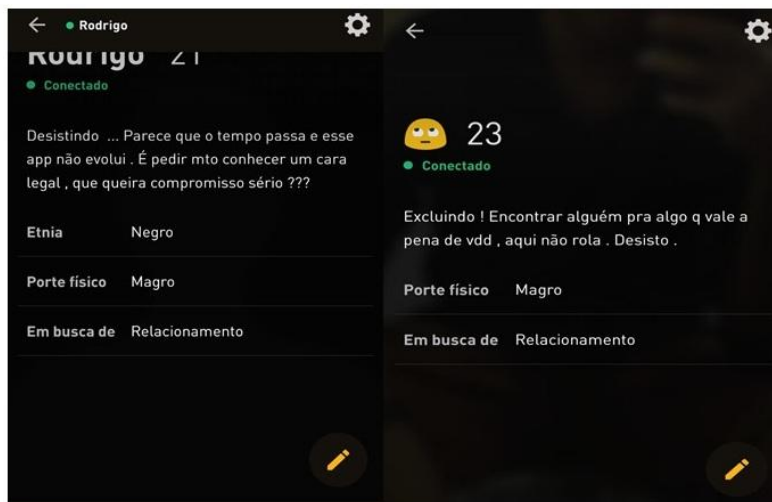 Rodrigo
Rodrigo 21
Conectado
Desistindo ... Parece que o tempo passa e esse
app não evolui . É pedir mto conhecer um cara
legal , que queira compromisso sério ???
Etnia Negro
Porte físico Magro
Em busca de Relacionamento
23
Conectado
Excluindo ! Encontrar alguém pra algo q vale a
pena de vdd , aqui não rola . Desisto .
Porte físico Magro
Em busca de Relacionamento